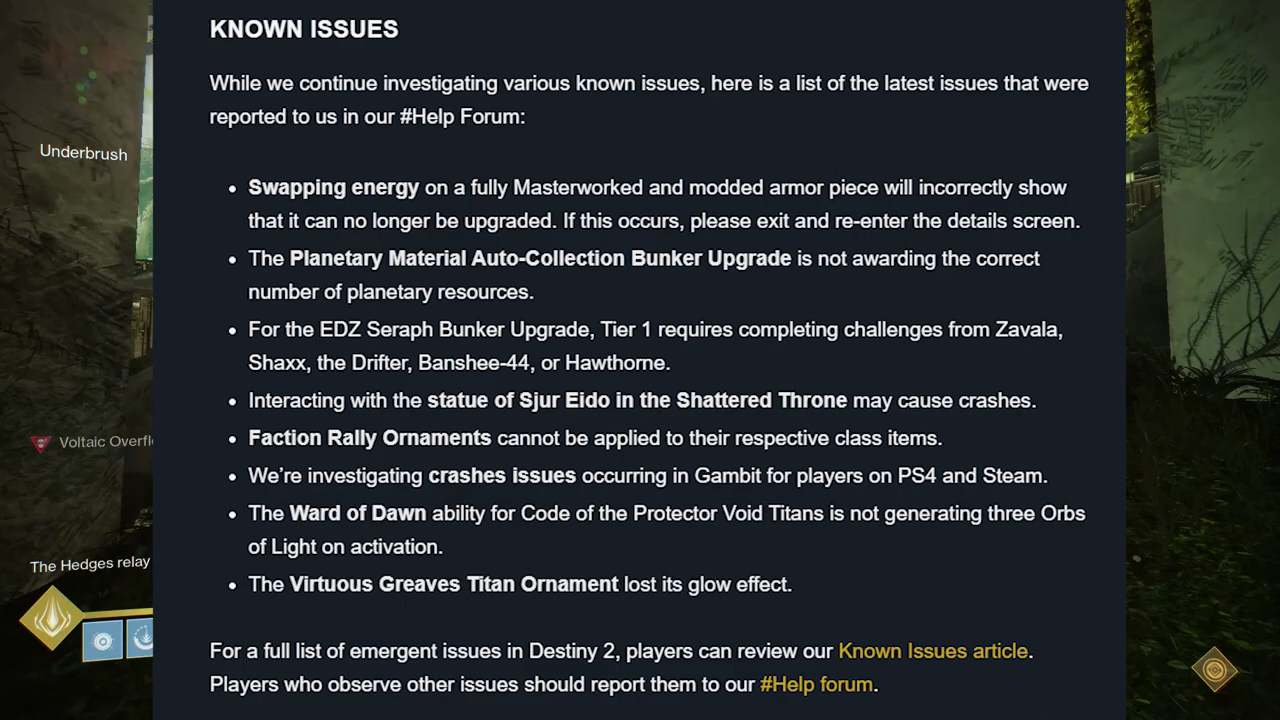 KNOWN ISSUES
While we continue investigating various known issues, here is a list of the latest issues that were
reported to us in our #Help Forum:
Underbrush
• Swapping energy on a fully Masterworked and modded armor piece will incorrectly show
that it can no longer be upgraded. If this occurs, please exit and re-enter the details screen.
• The Planetary Material Auto-Collection Bunker Upgrade is not awarding the correct
number of planetary resources.
• For the EDZ Seraph Bunker Upgrade, Tier 1 requires completing challenges from Zavala,
Shaxx, the Drifter, Banshee-44, or Hawthorne.
• Interacting with the statue of Sjur Eido in the Shattered Throne may cause crashes.
• Faction Rally Ornaments cannot be applied to their respective class items.
Voltaic Overfl
• We're investigating crashes issues occurring in Gambit for players on PS4 and Steam.
• The Ward of Dawn ability for Code of the Protector Void Titans is not generating three Orbs
of Light on activation.
The Hedges relay
• The Virtuous Greaves Titan Ornament lost its glow effect.
For a full list of emergent issues in Destiny 2, players can review our Known Issues article.
Players who observe other issues should report them to our #Help forum.